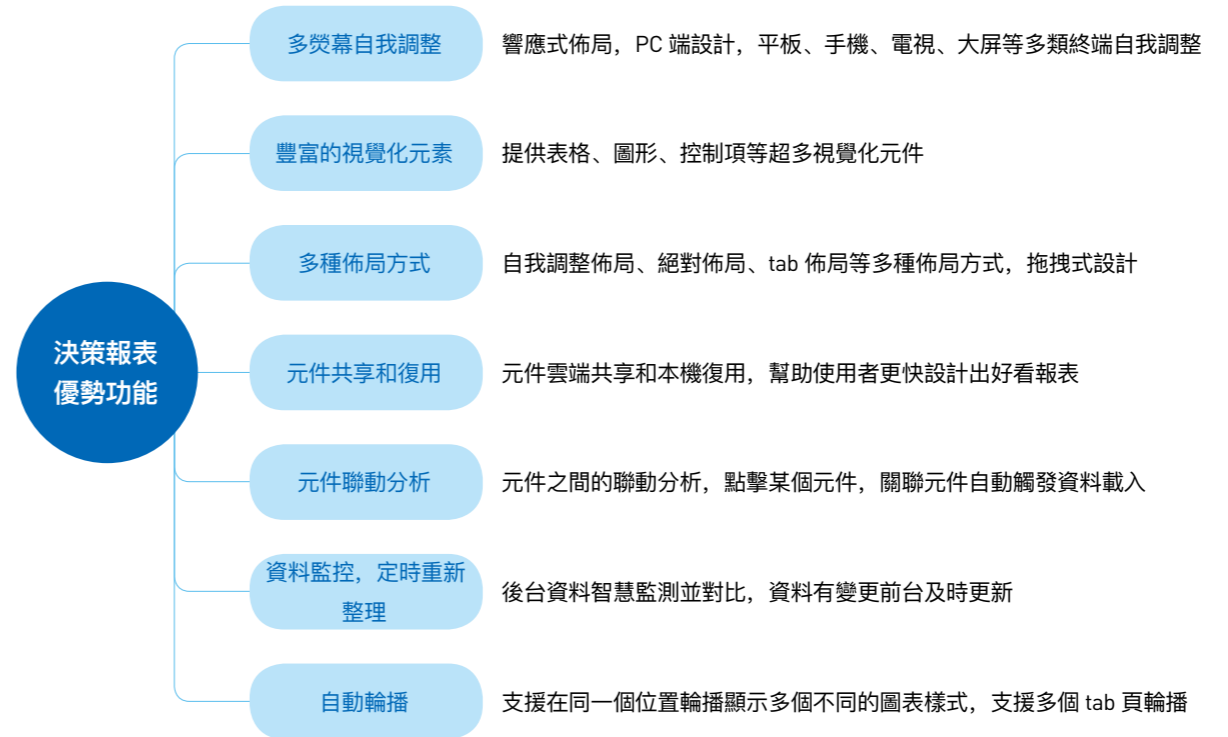 多熒幕自我調整
響應式佈局，PC 端設計，平板、手機、電視、大屏等多類終端自我調整
豐富的視覺化元素
提供表格、圖形、控制項等超多視覺化元件
多種佈局方式
自我調整佈局、絕對佈局、tab 佈局等多種佈局方式，拖拽式設計
決策報表
優勢功能
元件共享和復用
元件雲端共享和本機復用，幫助使用者更快設計出好看報表
元件聯動分析
元件之間的聯動分析，點擊某個元件，關聯元件自動觸發資料載入
資料監控，定時重新
整理
後台資料智慧監測並對比，資料有變更前台及時更新
自動輪播
支援在同一個位置輪播顯示多個不同的圖表樣式，支援多個 tab 頁輪播